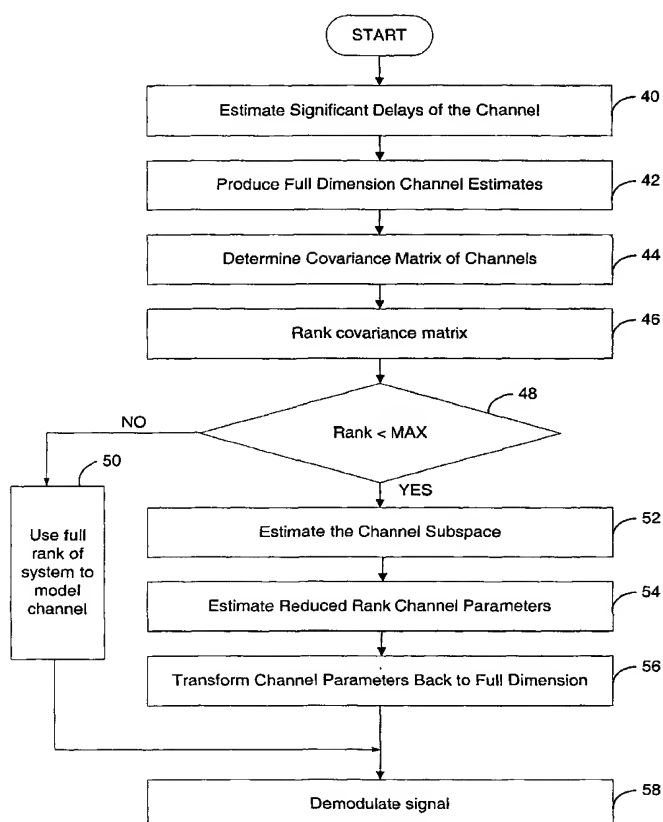 START
Estimate Significant Delays of the Channel
40
Produce Full Dimension Channel Estimates
42
Determine Covariance Matrix of Channels
44
Rank covariance matrix
46
Rank < MAX
48
NO
YES
50
Use full
rank of
system to
model
channel
Estimate the Channel Subspace
52
Estimate Reduced Rank Channel Parameters
54
Transform Channel Parameters Back to Full Dimension
56
Demodulate signal
58